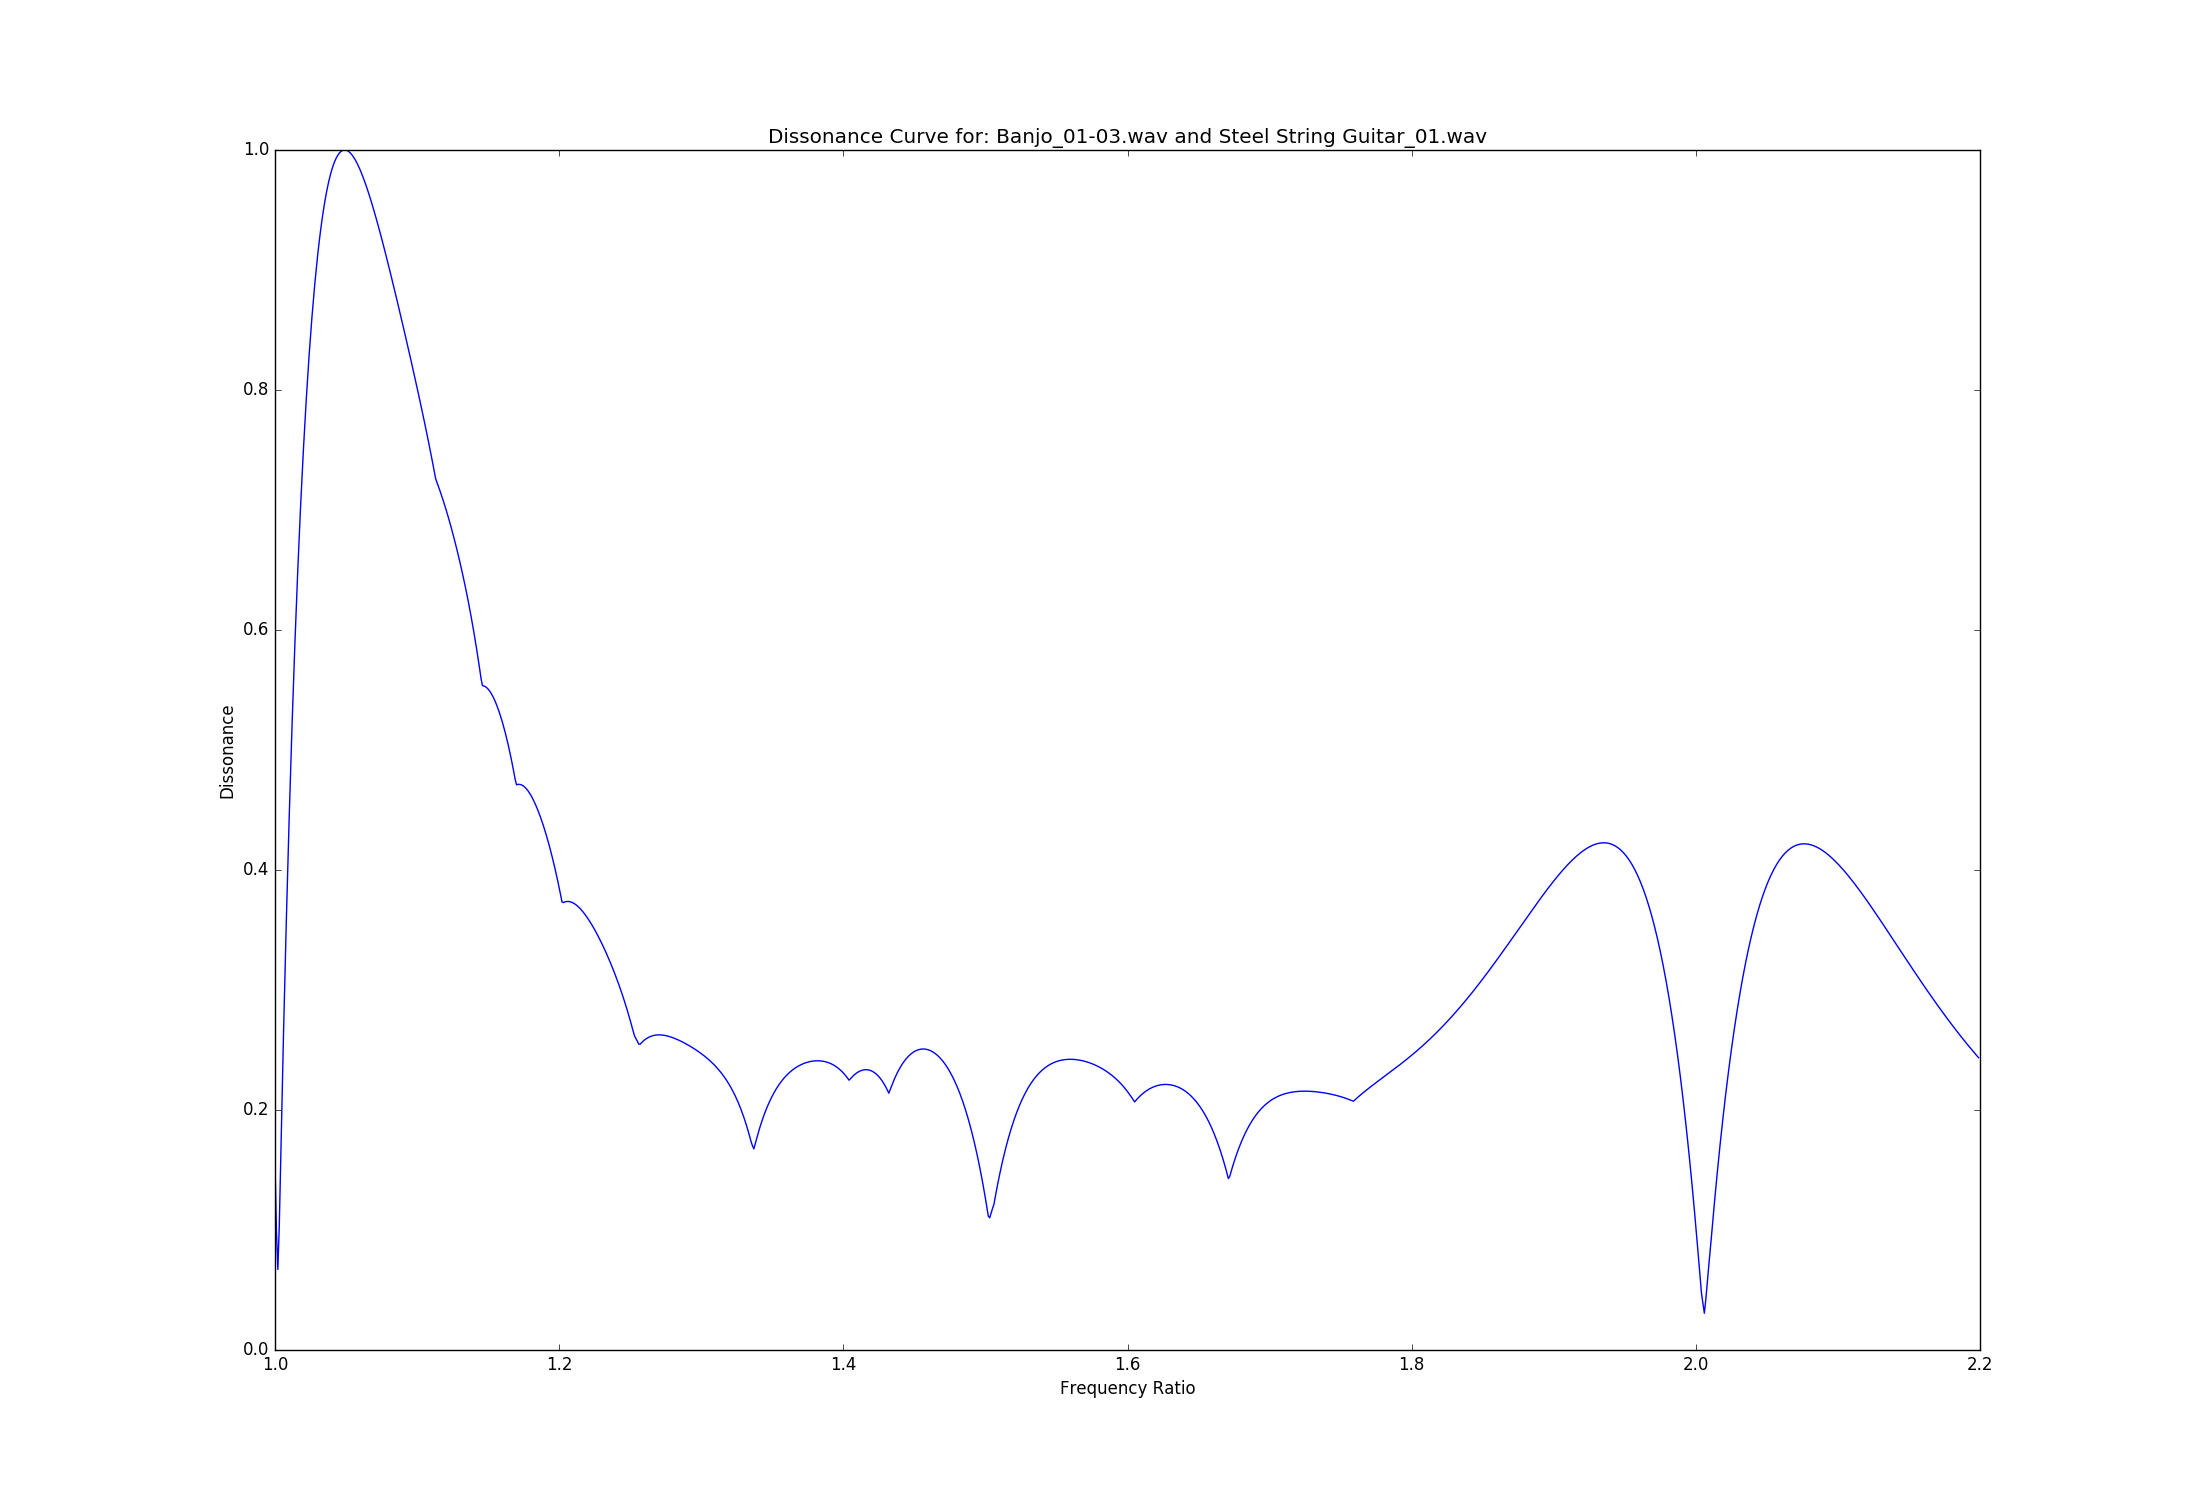 Dissonance Curve for: Banjo_01-03.wav and Steel String Guitar_01.wav
1.0
0.8
0.6
0.4
0.2
0.0
Dissonance
1.0 1.2 1.4 1.6 1.8 2.0 2.2
Frequency Ratio